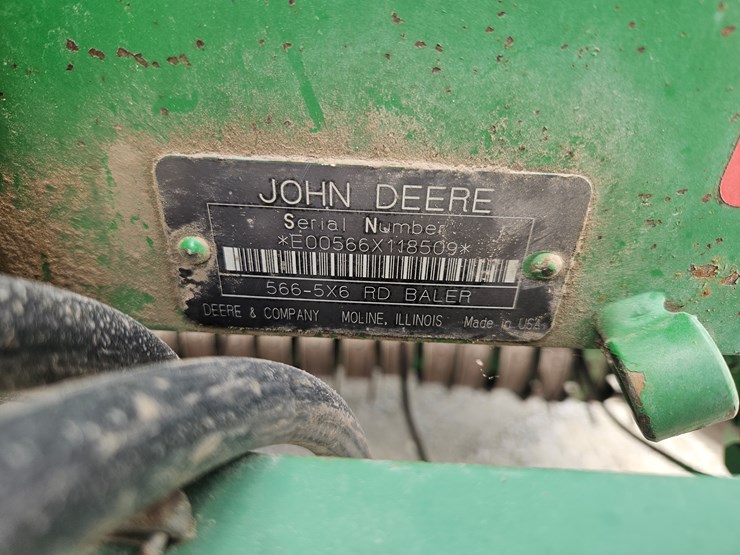 JOHN DEERE
Serial Number
*E00566X118509*
566-5X6 RD BALER
DEERE & COMPANY MOLINE, ILLINOIS Made in USA